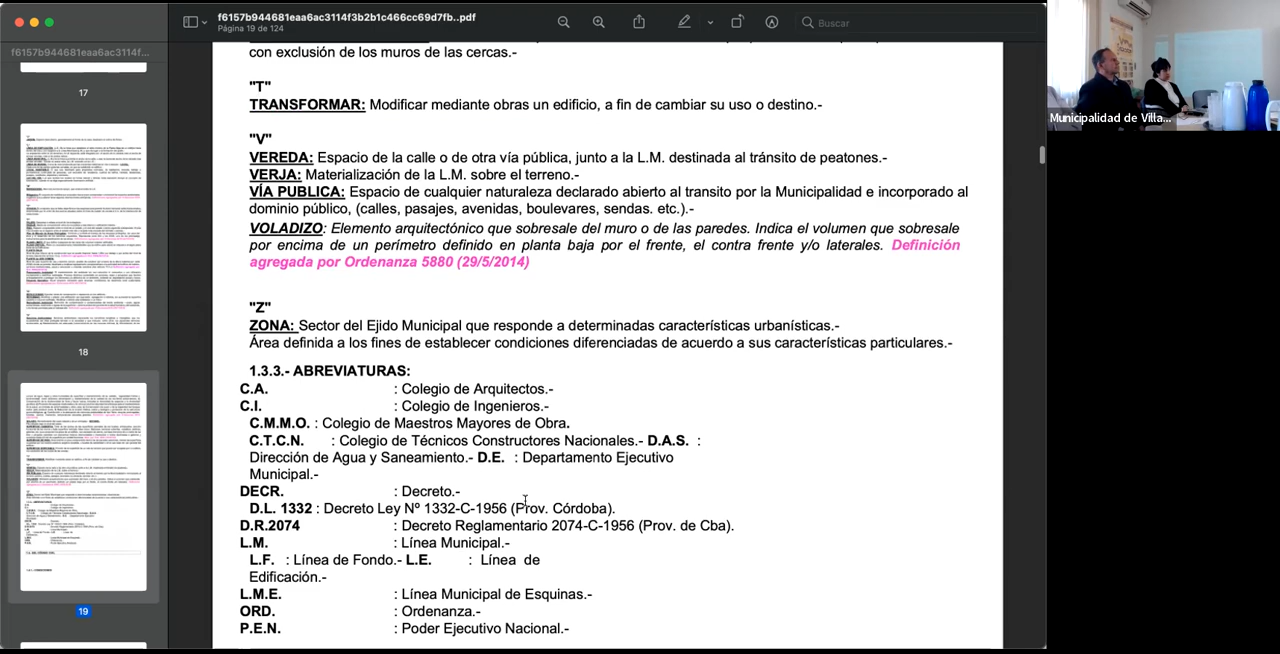 f6157b944681eaa6ac3114f3b2b1c466cc69d7fb..pdf
Página 19 de 124
Buscar
f6157b944681eaa6ac3114f...
17
18
19
con exclusión de los muros de las cercas.-
"T"
TRANSFORMAR: Modificar mediante obras un edificio, a fin de cambiar su uso o destino.-
"V"
VEREDA: Espacio de la calle o de la vía pública, junto a la L.M. destinada al tránsito de peatones.-
VERJA: Materialización de la L.M. sobre el terreno.-
VÍA PUBLICA: Espacio de cualquier naturaleza declarado abierto al transito por la Municipalidad e incorporado al
dominio público, (calles, pasajes, avenidas, boulevares, sendas. etc.).-
VOLADIZO: Elemento arquitectónico que sobresale del muro o de las paredes. Indica el volumen que sobresale
por encima de un perímetro definido en planta baja por el frente, el contra frente y/o laterales. Definición
agregada por Ordenanza 5880 (29/5/2014)
"Z"
ZONA: Sector del Ejido Municipal que responde a determinadas características urbanísticas.-
Área definida a los fines de establecer condiciones diferenciadas de acuerdo a sus características particulares.-
1.3.3.- ABREVIATURAS:
C.A. : Colegio de Arquitectos.-
C.I. : Colegio de Ingenieros.-
C.M.M.O. : Colegio de Maestros Mayores de Obra.
C.T.C.N. : Colegio de Técnicos Constructores Nacionales.- D.A.S. :
Dirección de Agua y Saneamiento.- D.E. : Departamento Ejecutivo
Municipal.-
DECR. : Decreto.-
D.L. 1332 : Decreto Ley Nº 1332-C-1956 (Prov. Córdoba).
D.R.2074 : Decreto Reglamentario 2074-C-1956 (Prov. de Cba).
L.M. : Línea Municipal.-
L.F. : Línea de Fondo.- L.E. : Línea de
Edificación.-
L.M.E. : Línea Municipal de Esquinas.-
ORD. : Ordenanza.-
P.E.N. : Poder Ejecutivo Nacional.-
Municipalidad de Villa...